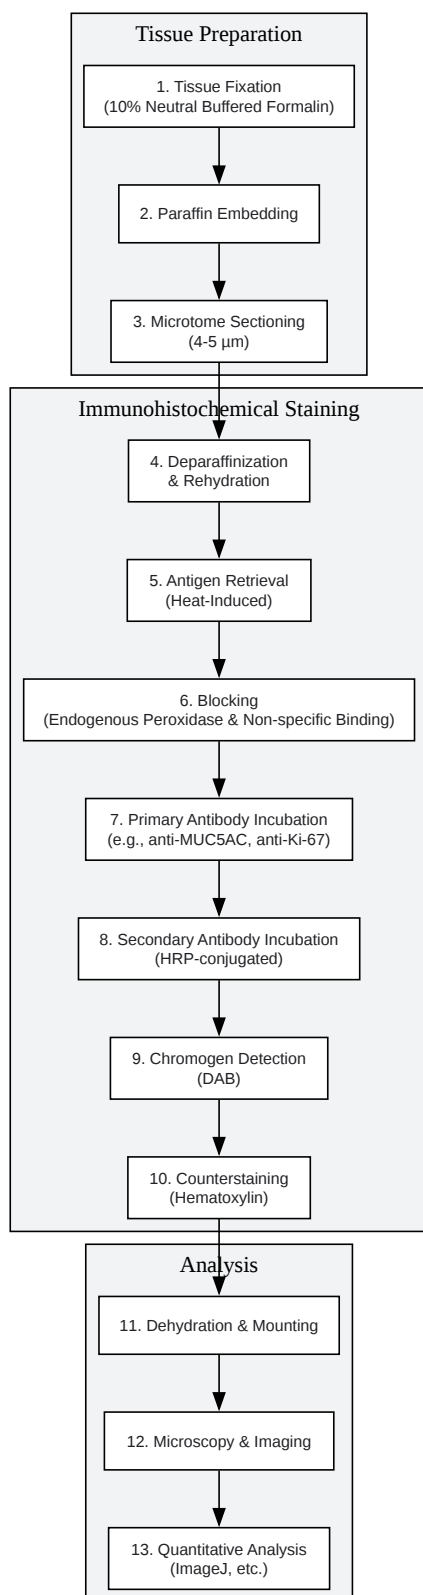 Tissue Preparation
1. Tissue Fixation
(10% Neutral Buffered Formalin)
2. Paraffin Embedding
3. Microtome Sectioning
(4-5 µm)
Immunohistochemical Staining
4. Deparaffinization
& Rehydration
5. Antigen Retrieval
(Heat-Induced)
6. Blocking
(Endogenous Peroxidase & Non-specific Binding)
7. Primary Antibody Incubation
(e.g., anti-MUC5AC, anti-Ki-67)
8. Secondary Antibody Incubation
(HRP-conjugated)
9. Chromogen Detection
(DAB)
10. Counterstaining
(Hematoxylin)
Analysis
11. Dehydration & Mounting
12. Microscopy & Imaging
13. Quantitative Analysis
(ImageJ, etc.)